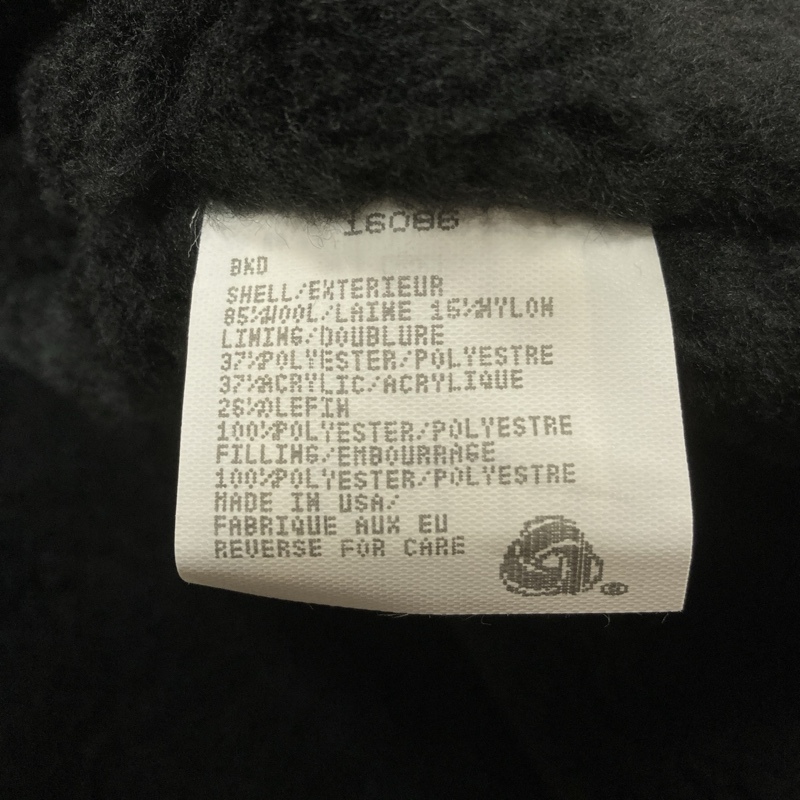 16086
BKD
SHELL/EXTERIEUR
85%WOOL/LAINE 15%NYLON
LINING/DOUBLURE
37%POLYESTER/POLYESTRE
37%ACRYLIC/ACRYLIQUE
26%OLEFIN
100%POLYESTER/POLYESTRE
FILLING/EMBOURRAGE
100%POLYESTER/POLYESTRE
MADE IN USA/
FABRIQUE AUX EU
REVERSE FOR CARE
®